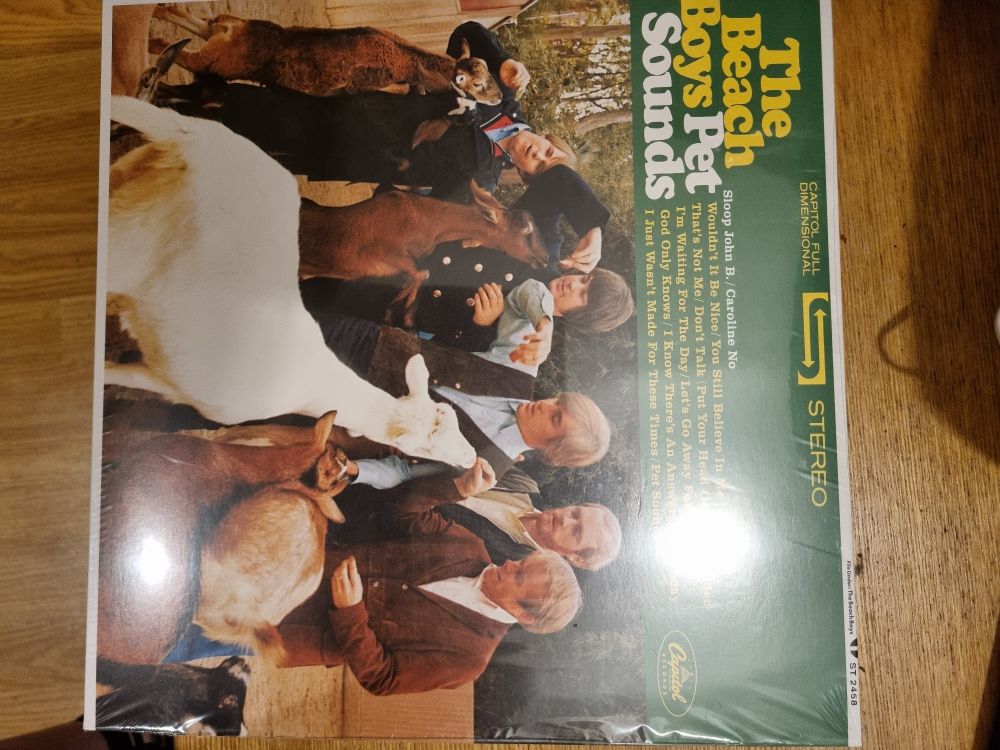 File Under: The Beach Boys ST 2458
CAPITOL FULL
DIMENSIONAL
STEREO
The
Beach
Boys Pet
Sounds
Sloop John B./Caroline No
Wouldn't It Be Nice/You Still Believe In Me
That's Not Me/Don't Talk (Put Your Head
I'm Waiting For The Day/Let's Go Away
God Only Knows/I Know There's An Answer
I Just Wasn't Made For These Times/Pet
Capitol
RECORDS